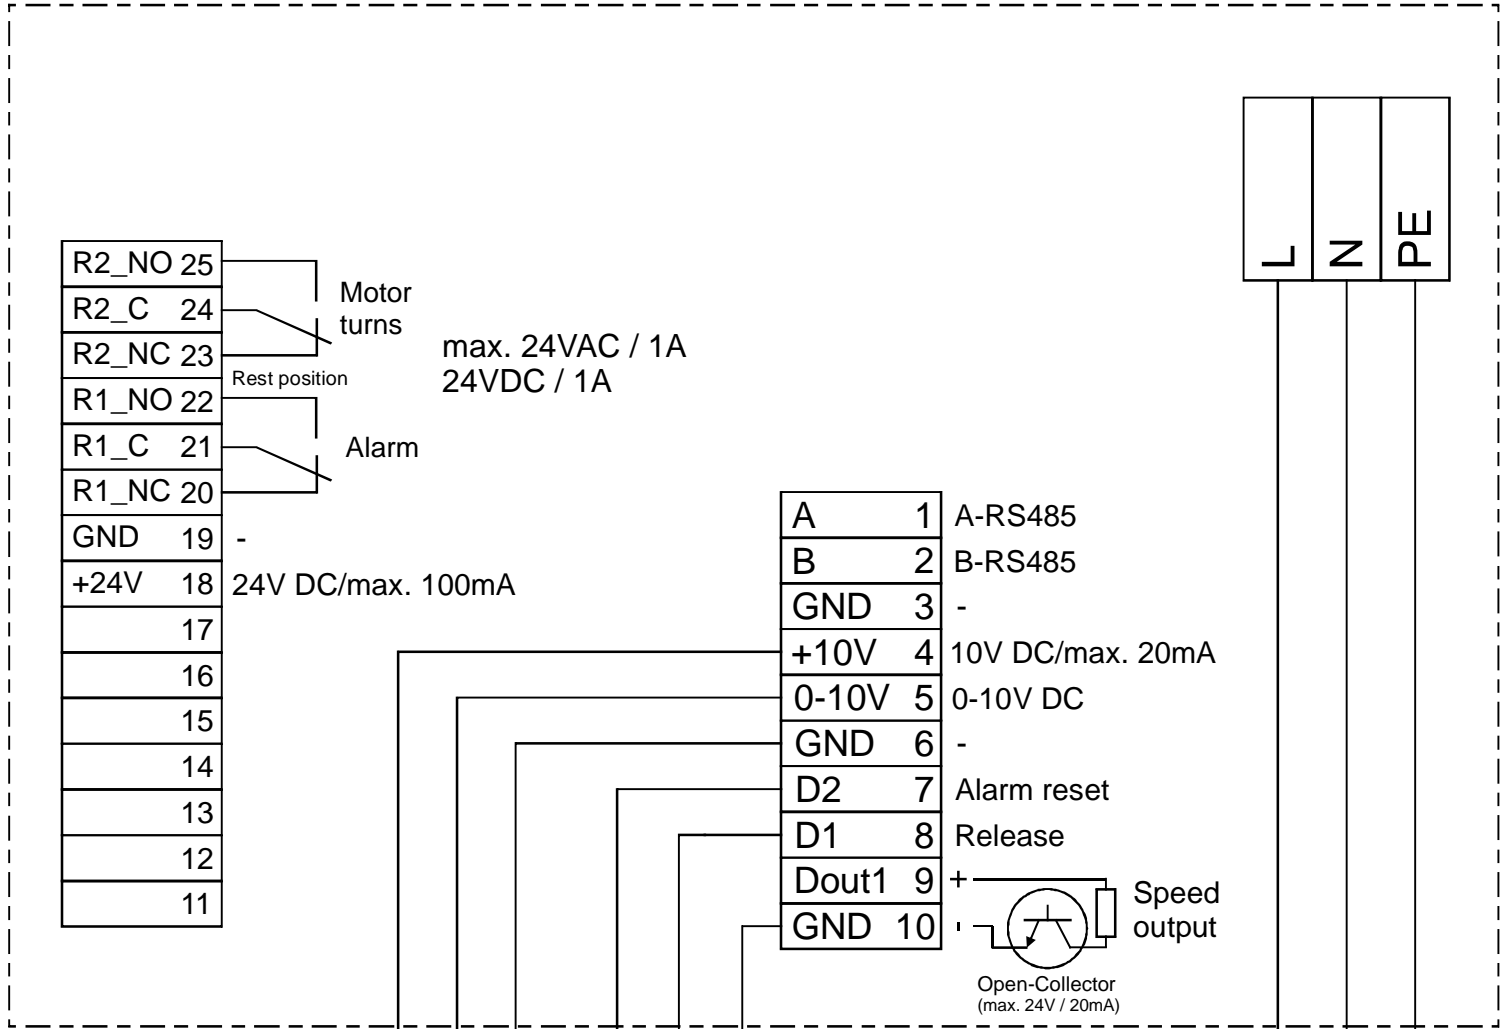 L
N
PE
R2_NO 25
R2_C 24
R2_NC 23
R1_NO 22
R1_C 21
R1_NC 20
GND 19 -
+24V 18 24V DC/max. 100mA
17
16
15
14
13
12
11
Motor
turns
Rest position
Alarm
max. 24VAC / 1A
24VDC / 1A
A 1 A-RS485
B 2 B-RS485
GND 3 -
+10V 4 10V DC/max. 20mA
0-10V 5 0-10V DC
GND 6 -
D2 7 Alarm reset
D1 8 Release
Dout1 9 +
GND 10 -
Speed
output
Open-Collector
(max. 24V / 20mA)